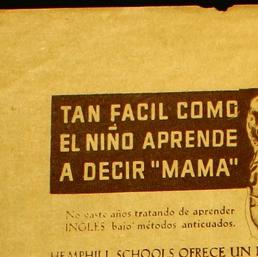 TAN FACIL COMO
EL NIÑO APRENDE
A DECIR "MAMA"
No gaste años tratando de aprender
INGLES bajo métodos anticuados.
HEMPHILL SCHOOLS OFRECE UN